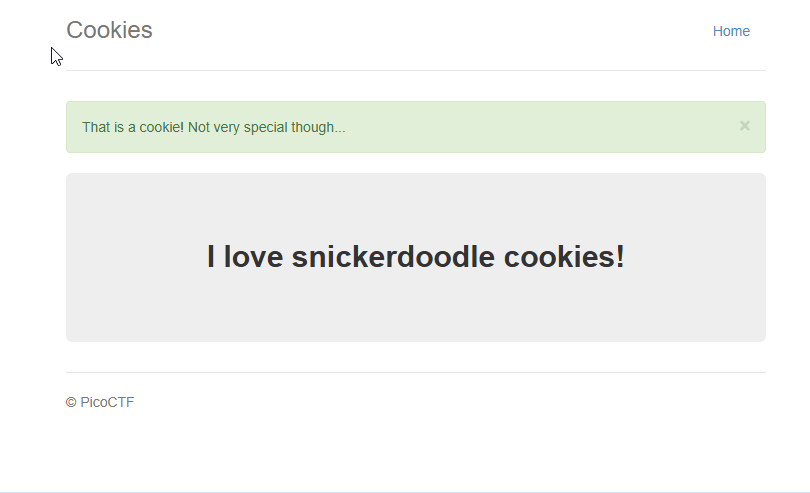 Cookies
Home
That is a cookie! Not very special though...
×
I love snickerdoodle cookies!
© PicoCTF